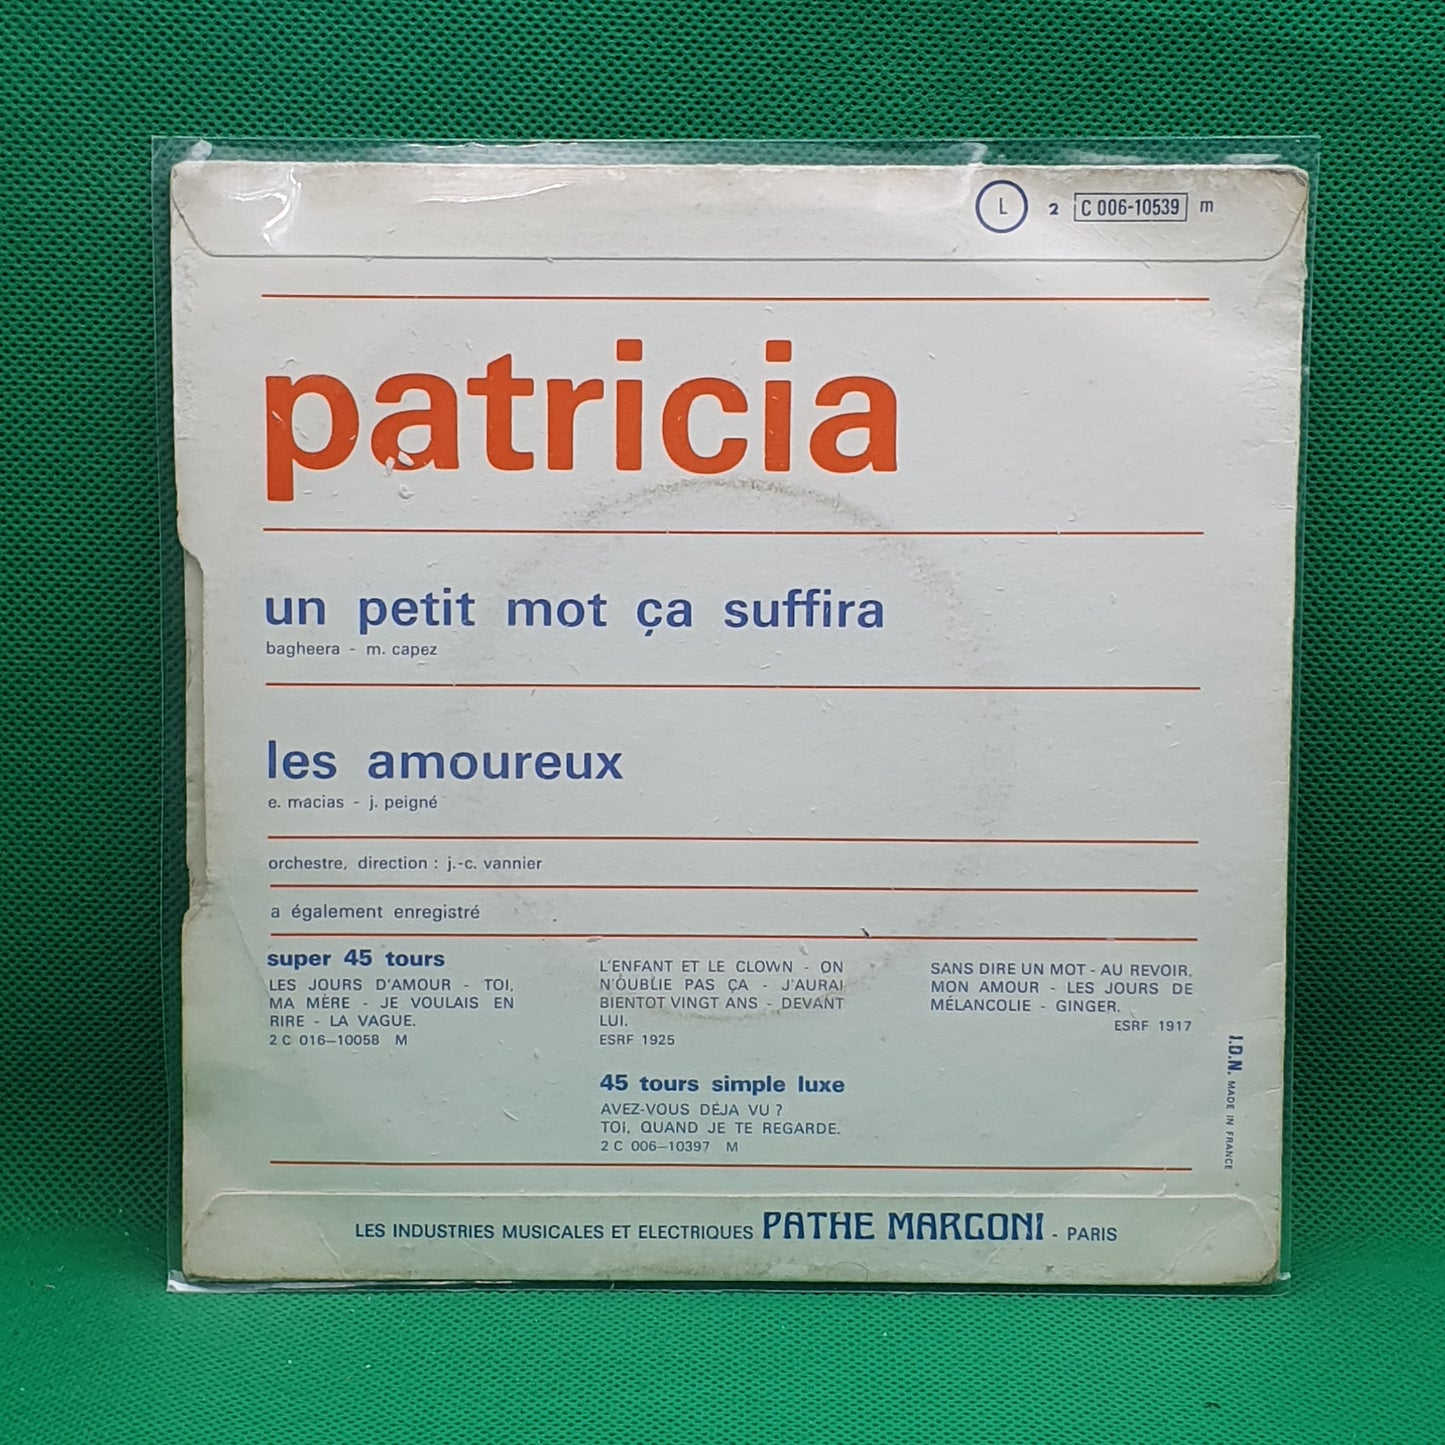 L 2 C 006-10539 m
patricia
un petit mot ça suffira
bagheera - m. capez
les amoureux
e. macias - j. peigné
orchestre, direction : j.-c. vannier
a également enregistré
super 45 tours
LES JOURS D'AMOUR - TOI,
MA MÈRE - JE VOULAIS EN
RIRE - LA VAGUE.
2 C 016-10058 M
L'ENFANT ET LE CLOWN - ON
N'OUBLIE PAS ÇA - J'AURAI
BIENTOT VINGT ANS - DEVANT
LUI.
ESRF 1925
SANS DIRE UN MOT - AU REVOIR,
MON AMOUR - LES JOURS DE
MÉLANCOLIE - GINGER.
ESRF 1917
45 tours simple luxe
AVEZ-VOUS DÉJA VU ?
TOI, QUAND JE TE REGARDE.
2 C 006-10397 M
I.D.N. MADE IN FRANCE
LES INDUSTRIES MUSICALES ET ELECTRIQUES PATHE MARCONI - PARIS